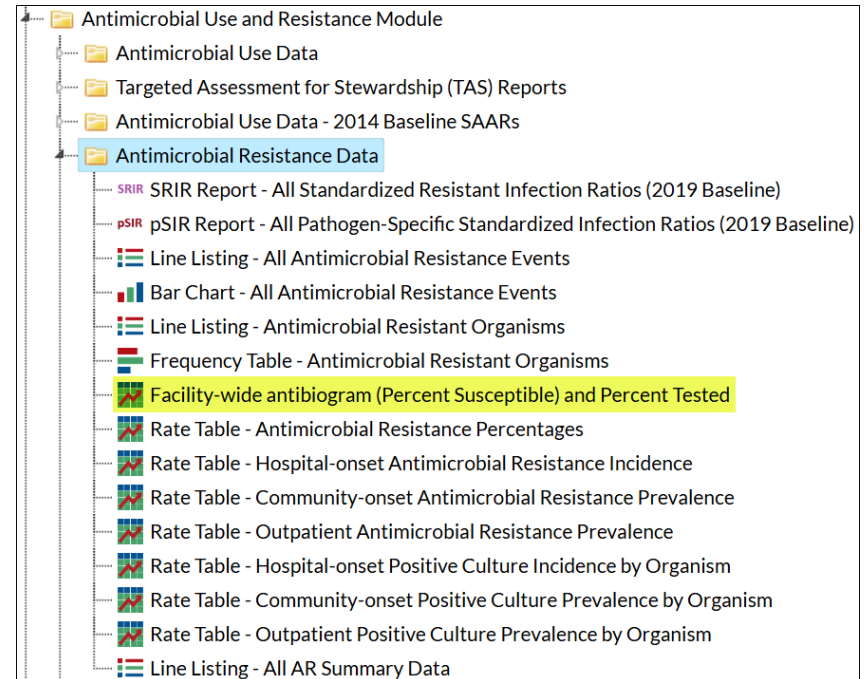 Antimicrobial Use and Resistance Module
Antimicrobial Use Data
Targeted Assessment for Stewardship (TAS) Reports
Antimicrobial Use Data - 2014 Baseline SAARs
Antimicrobial Resistance Data
SRIR SRIR Report - All Standardized Resistant Infection Ratios (2019 Baseline)
pSIR pSIR Report - All Pathogen-Specific Standardized Infection Ratios (2019 Baseline)
Line Listing - All Antimicrobial Resistance Events
Bar Chart - All Antimicrobial Resistance Events
Line Listing - Antimicrobial Resistant Organisms
Frequency Table - Antimicrobial Resistant Organisms
Facility-wide antibiogram (Percent Susceptible) and Percent Tested
Rate Table - Antimicrobial Resistance Percentages
Rate Table - Hospital-onset Antimicrobial Resistance Incidence
Rate Table - Community-onset Antimicrobial Resistance Prevalence
Rate Table - Outpatient Antimicrobial Resistance Prevalence
Rate Table - Hospital-onset Positive Culture Incidence by Organism
Rate Table - Community-onset Positive Culture Prevalence by Organism
Rate Table - Outpatient Positive Culture Prevalence by Organism
Line Listing - All AR Summary Data